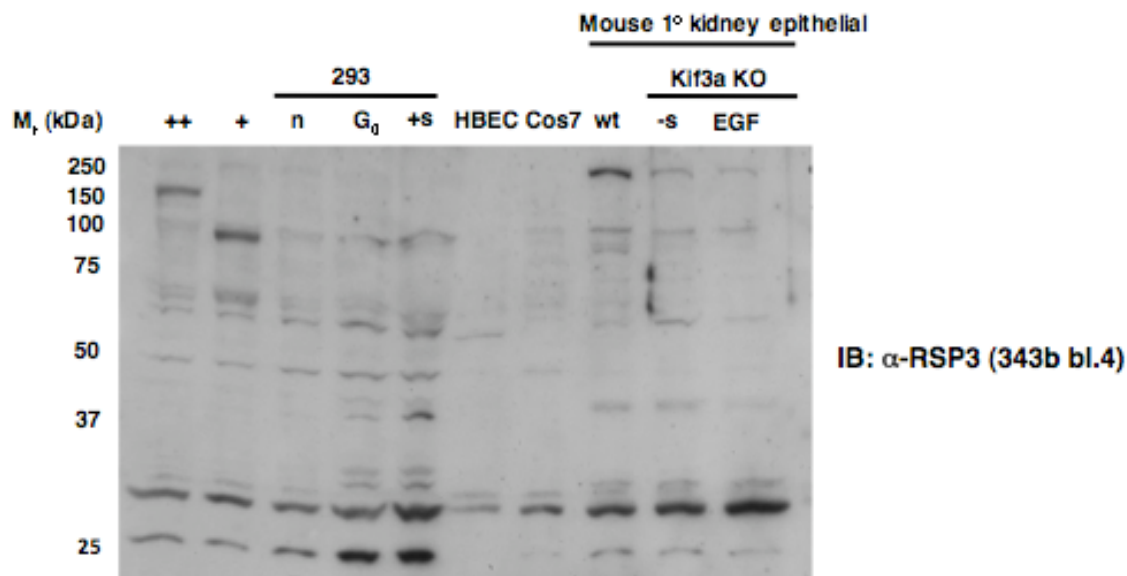 Mouse 1° kidney epithelial
293 Kif3a KO
Mr (kDa) ++ + n G0 +s HBEC Cos7 wt -s EGF
250
150
100
75
50
IB: α-RSP3 (343b bl.4)
37
25